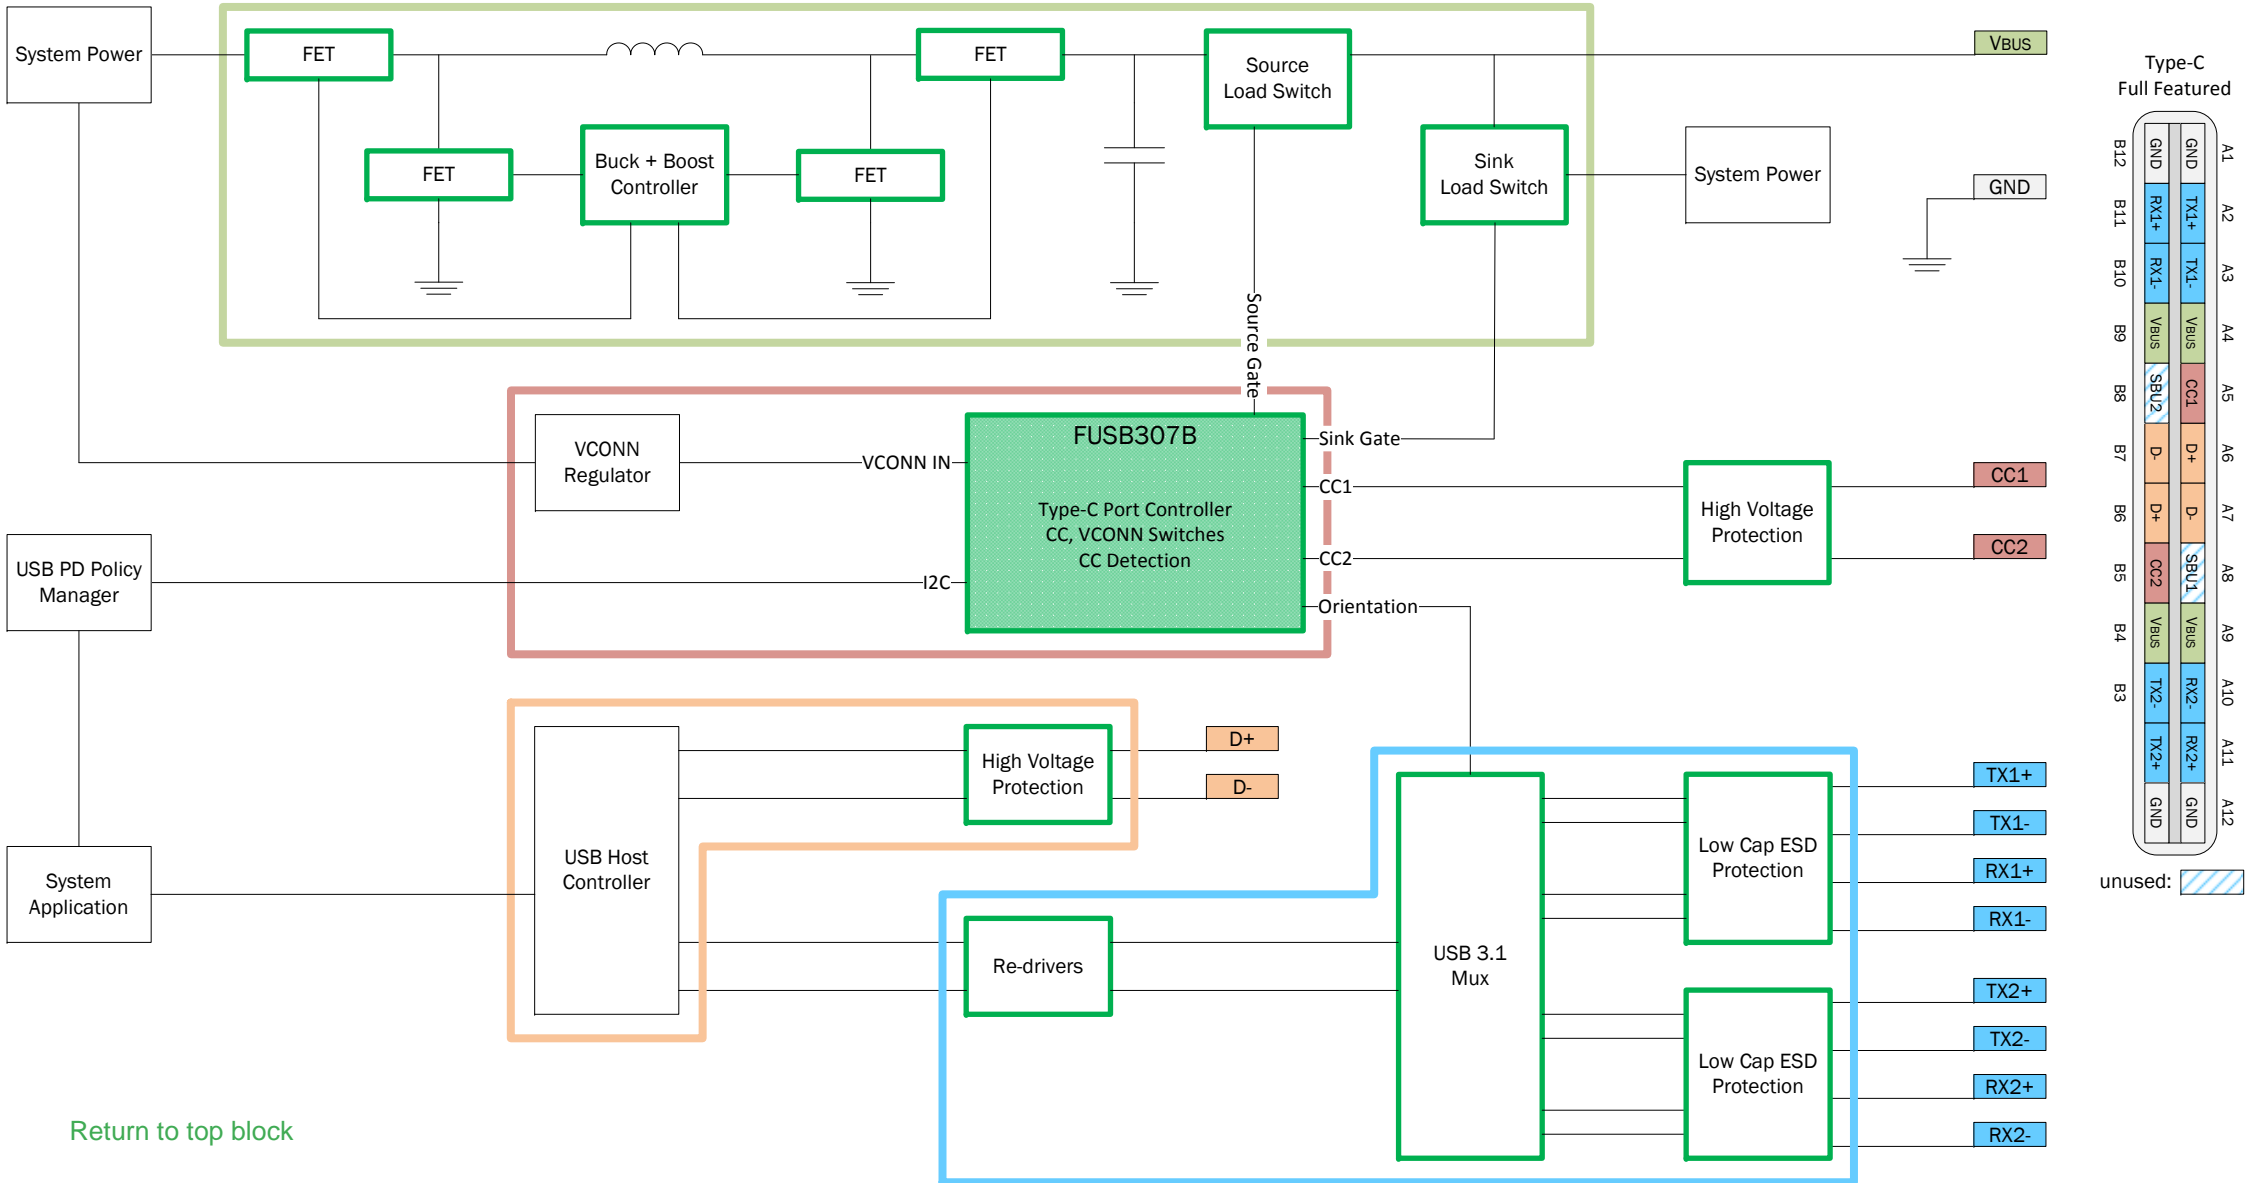 System Power
FET
FET
Source
Load Switch
VBUS
Type-C
Full Featured
FET
Buck + Boost
Controller
FET
Sink
Load Switch
System Power
GND
Source Gate
VCONN
Regulator
VCONN IN
FUSB307B
Type-C Port Controller
CC, VCONN Switches
CC Detection
Sink Gate
CC1
CC2
Orientation
I2C
High Voltage
Protection
CC1
CC2
USB PD Policy
Manager
System
Application
USB Host
Controller
High Voltage
Protection
D+
D-
Re-drivers
USB 3.1
Mux
Low Cap ESD
Protection
Low Cap ESD
Protection
TX1+
TX1-
RX1+
RX1-
TX2+
TX2-
RX2+
RX2-
B12 GND GND A1
B11 RX1+ TX1+ A2
B10 RX1- TX1- A3
B9 VBUS VBUS A4
B8 SBU2 CC1 A5
B7 D- D+ A6
B6 D+ D- A7
B5 CC2 SBU1 A8
B4 VBUS VBUS A9
B3 TX2- RX2- A10
TX2+ RX2+ A11
GND GND A12
unused:
Return to top block